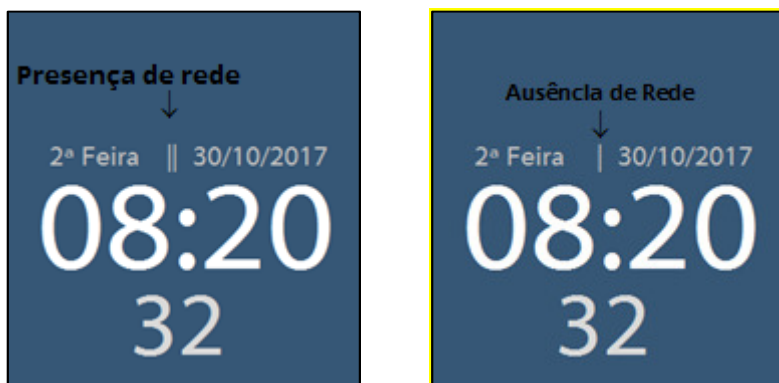 Presença de rede
↓
2ª Feira || 30/10/2017
08:20
32
Ausência de Rede
↓
2ª Feira | 30/10/2017
08:20
32